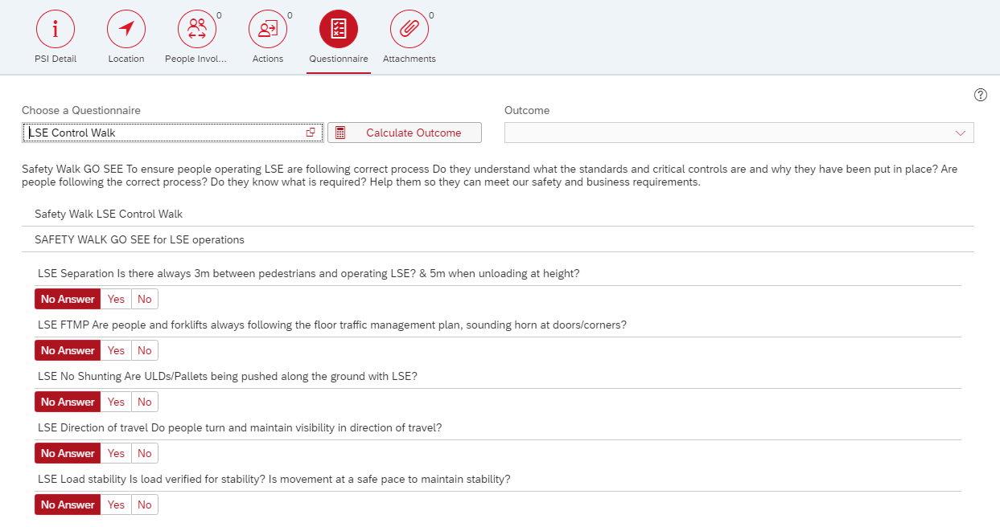 0 0 0
PSI Detail Location People Invol... Actions Questionnaire Attachments
Choose a Questionnaire Outcome
LSE Control Walk Calculate Outcome
Safety Walk GO SEE To ensure people operating LSE are following correct process Do they understand what the standards and critical controls are and why they have been put in place? Are
people following the correct process? Do they know what is required? Help them so they can meet our safety and business requirements.
Safety Walk LSE Control Walk
SAFETY WALK GO SEE for LSE operations
LSE Separation Is there always 3m between pedestrians and operating LSE? & 5m when unloading at height?
No Answer Yes No
LSE FTMP Are people and forklifts always following the floor traffic management plan, sounding horn at doors/corners?
No Answer Yes No
LSE No Shunting Are ULDs/Pallets being pushed along the ground with LSE?
No Answer Yes No
LSE Direction of travel Do people turn and maintain visibility in direction of travel?
No Answer Yes No
LSE Load stability Is load verified for stability? Is movement at a safe pace to maintain stability?
No Answer Yes No